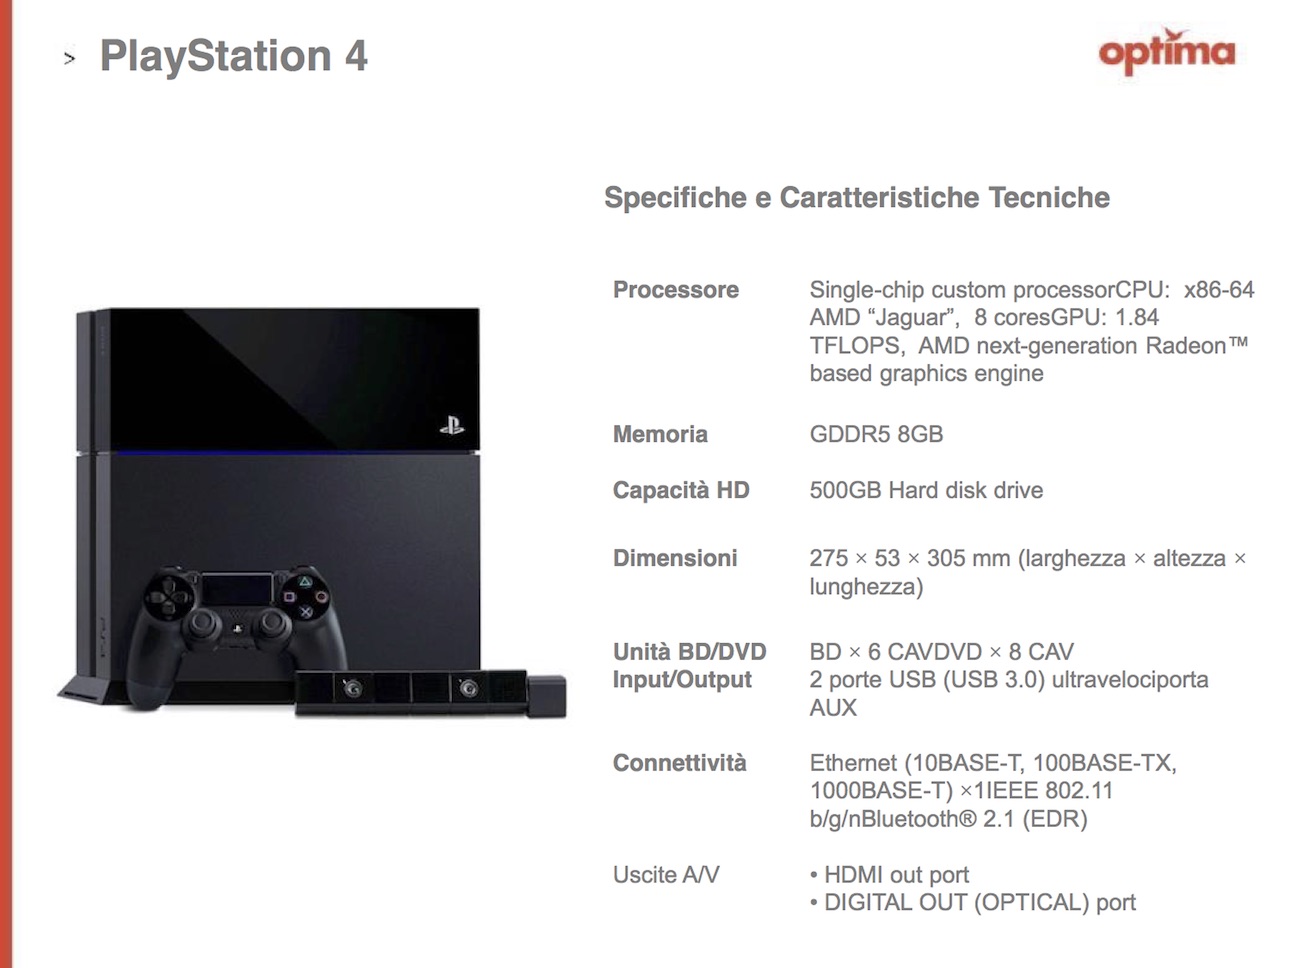 > PlayStation 4
optima
Specifiche e Caratteristiche Tecniche
Processore
Single-chip custom processorCPU:  x86-64
AMD “Jaguar”,  8 coresGPU: 1.84
TFLOPS,  AMD next-generation Radeon™
based graphics engine
Memoria
GDDR5 8GB
Capacità HD
500GB Hard disk drive
Dimensioni
275 × 53 × 305 mm (larghezza × altezza ×
lunghezza)
Unità BD/DVD
BD × 6 CAVDVD × 8 CAV
Input/Output
2 porte USB (USB 3.0) ultravelociporta
AUX
Connettività
Ethernet (10BASE-T, 100BASE-TX,
1000BASE-T) ×1IEEE 802.11
b/g/nBluetooth® 2.1 (EDR)
Uscite A/V
• HDMI out port
• DIGITAL OUT (OPTICAL) port